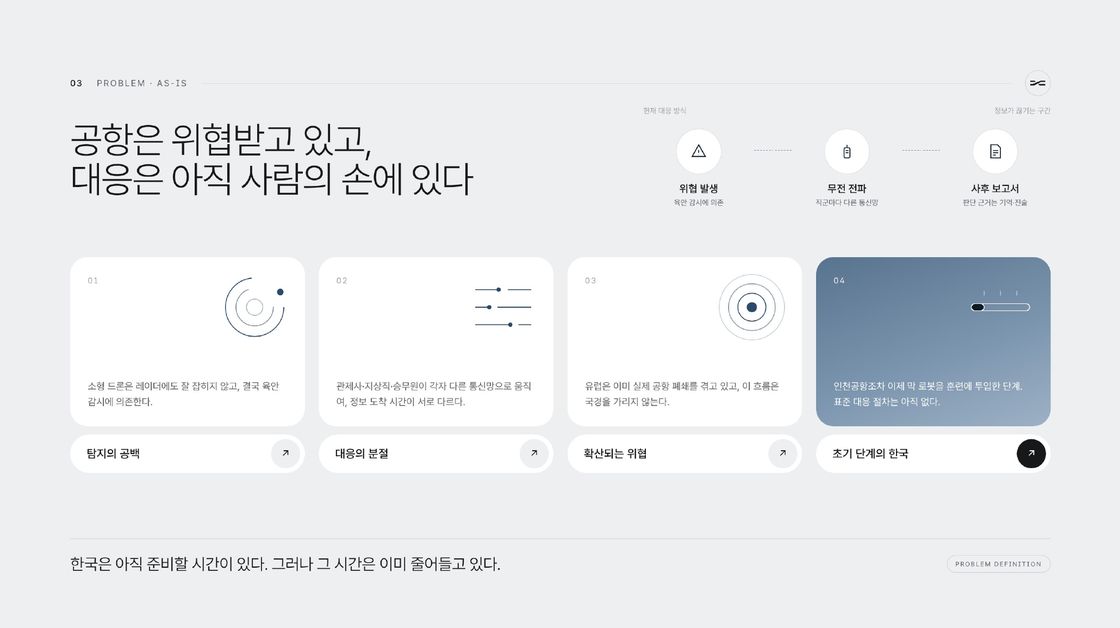 03 PROBLEM · AS-IS
공항은 위협받고 있고,
대응은 아직 사람의 손에 있다
현재 대응 방식
정보가 끊기는 구간
위협 발생
육안 감시에 의존
무전 전파
직군마다 다른 통신망
사후 보고서
판단 근거는 기억·진술
01
소형 드론은 레이더에도 잘 잡히지 않고, 결국 육안
감시에 의존한다.
탐지의 공백
02
관제사·지상직·승무원이 각자 다른 통신망으로 움직
여, 정보 도착 시간이 서로 다르다.
대응의 분절
03
유럽은 이미 실제 공항 폐쇄를 겪고 있고, 이 흐름은
국경을 가리지 않는다.
확산되는 위협
04
인천공항조차 이제 막 로봇을 훈련에 투입한 단계.
표준 대응 절차는 아직 없다.
초기 단계의 한국
한국은 아직 준비할 시간이 있다. 그러나 그 시간은 이미 줄어들고 있다.
PROBLEM DEFINITION